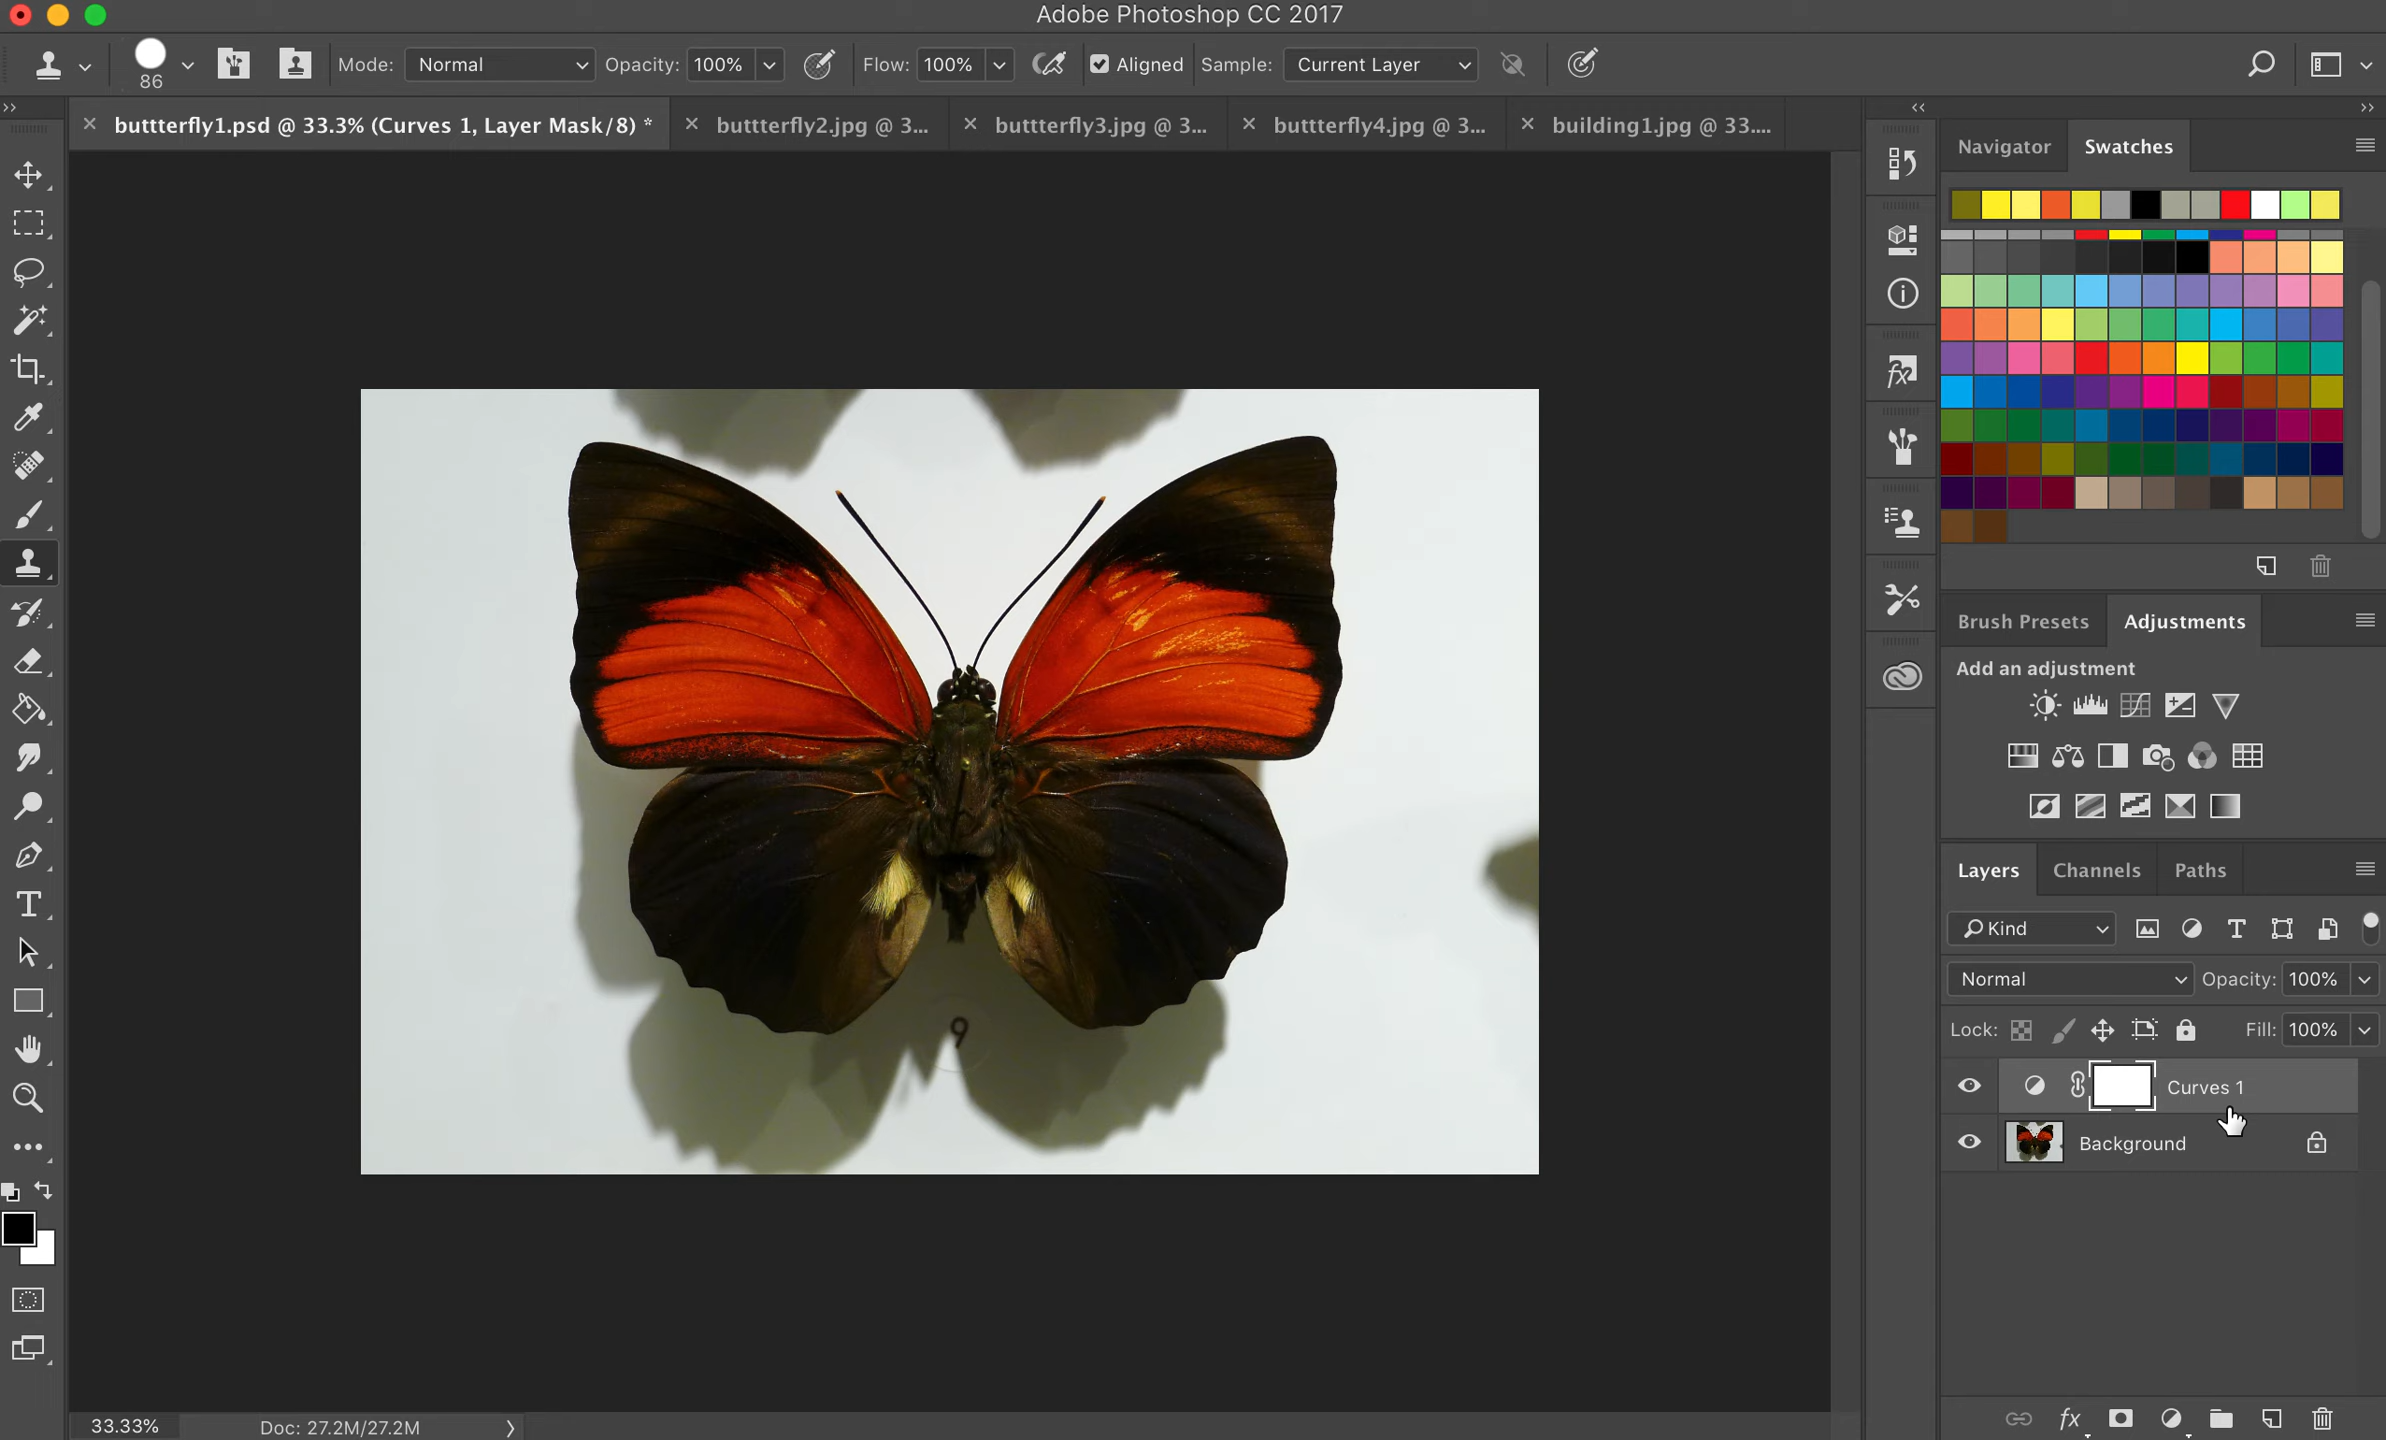 Adobe Photoshop CC 2017
86 Mode: Normal Opacity: 100% Flow: 100% Aligned Sample: Current Layer
buttterfly1.psd @ 33.3% (Curves 1, Layer Mask/8) * buttterfly2.jpg @ 3... buttterfly3.jpg @ 3... buttterfly4.jpg @ 3... building1.jpg @ 33....
Navigator Swatches
Brush Presets Adjustments
Add an adjustment
Layers Channels Paths
Kind
Normal Opacity: 100%
Lock: Fill: 100%
Curves 1
Background
9
33.33% Doc: 27.2M/27.2M